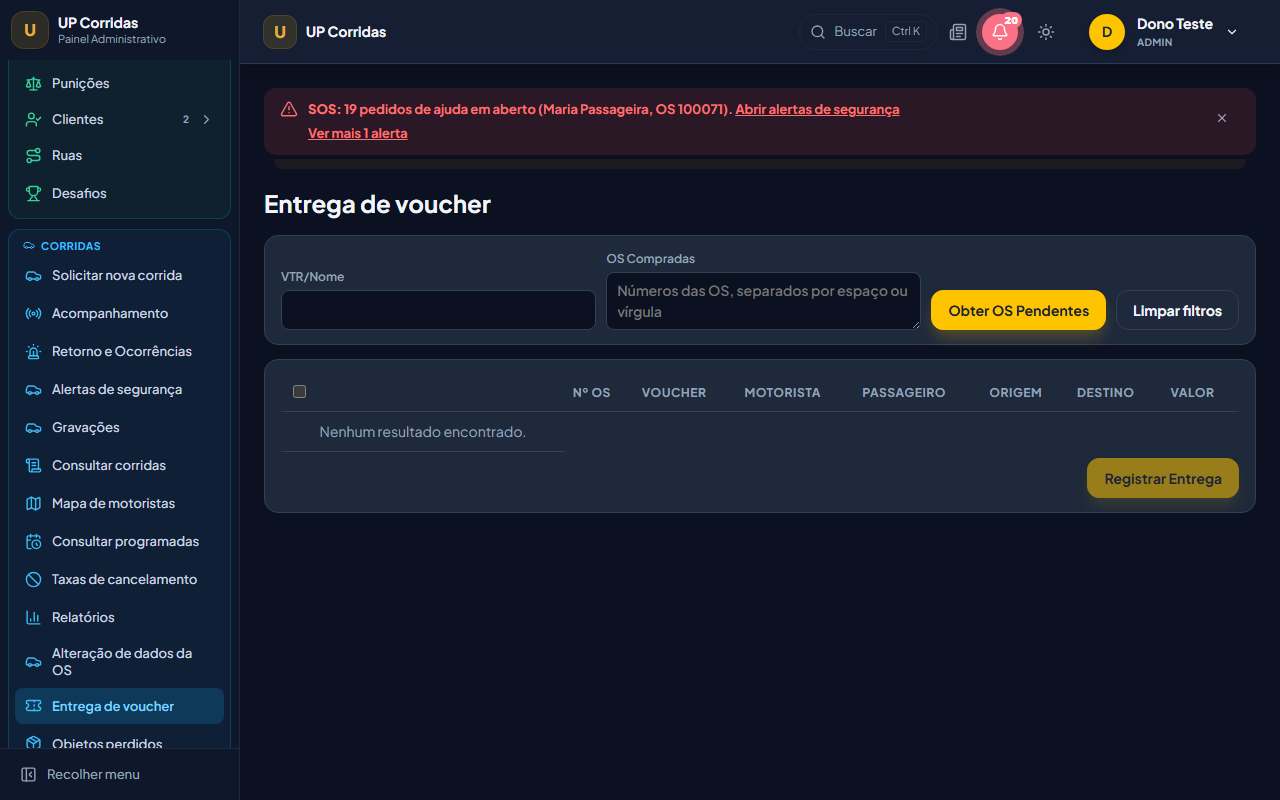 U
UP Corridas
Painel Administrativo
Punições
Clientes 2
Ruas
Desafios
CORRIDAS
Solicitar nova corrida
Acompanhamento
Retorno e Ocorrências
Alertas de segurança
Gravações
Consultar corridas
Mapa de motoristas
Consultar programadas
Taxas de cancelamento
Relatórios
Alteração de dados da
OS
Entrega de voucher
Objetos perdidos
Recolher menu
U UP Corridas
Buscar Ctrl K
20
D
Dono Teste
ADMIN
SOS: 19 pedidos de ajuda em aberto (Maria Passageira, OS 100071). Abrir alertas de segurança
Ver mais 1 alerta
Entrega de voucher
VTR/Nome
OS Compradas
Números das OS, separados por espaço ou
vírgula
Obter OS Pendentes
Limpar filtros
Nº OS VOUCHER MOTORISTA PASSAGEIRO ORIGEM DESTINO VALOR
Nenhum resultado encontrado.
Registrar Entrega